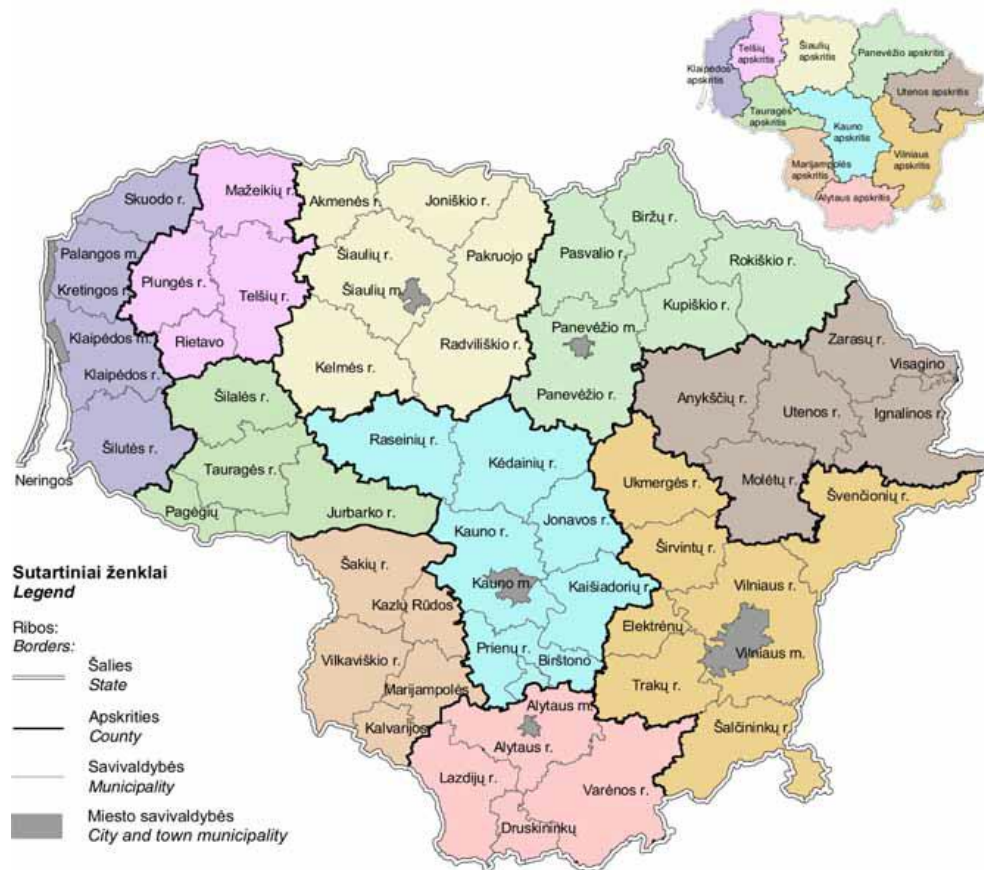 Klaipėdos
apskritis
Telšių
apskritis
Šiaulių
apskritis
Panevėžio apskritis
Utenos apskritis
Tauragės
apskritis
Kauno
apskritis
Vilniaus
apskritis
Marijampolės
apskritis
Alytaus apskritis
Skuodo r.
Mažeikių r.
Akmenės r.
Joniškio r.
Biržų r.
Palangos m.
Kretingos r.
Plungės r.
Telšių r.
Šiaulių r.
Šiaulių m.
Pakruojo r.
Pasvalio r.
Rokiškio r.
Kupiškio r.
Klaipėdos m.
Rietavo
Klaipėdos r.
Kelmės r.
Radviliškio r.
Panevėžio m.
Panevėžio r.
Zarasų r.
Visagino
Anykščių r.
Utenos r.
Ignalinos r.
Šilutės r.
Šilalės r.
Raseinių r.
Kėdainių r.
Neringos
Tauragės r.
Pagėgių
Jurbarko r.
Ukmergės r.
Molėtų r.
Švenčionių r.
Kauno r.
Jonavos r.
Širvintų r.
Šakių r.
Kauno m.
Kaišiadorių r.
Vilniaus r.
Kazlų Rūdos
Elektrėnų
Vilniaus m.
Vilkaviškio r.
Prienų r.
Birštono
Trakų r.
Marijampolės
Kalvarijos
Alytaus m.
Alytaus r.
Šalčininkų r.
Lazdijų r.
Varėnos r.
Druskininkų
Sutartiniai ženklai
Legend
Ribos:
Borders:
Šalies
State
Apskrities
County
Savivaldybės
Municipality
Miesto savivaldybės
City and town municipality